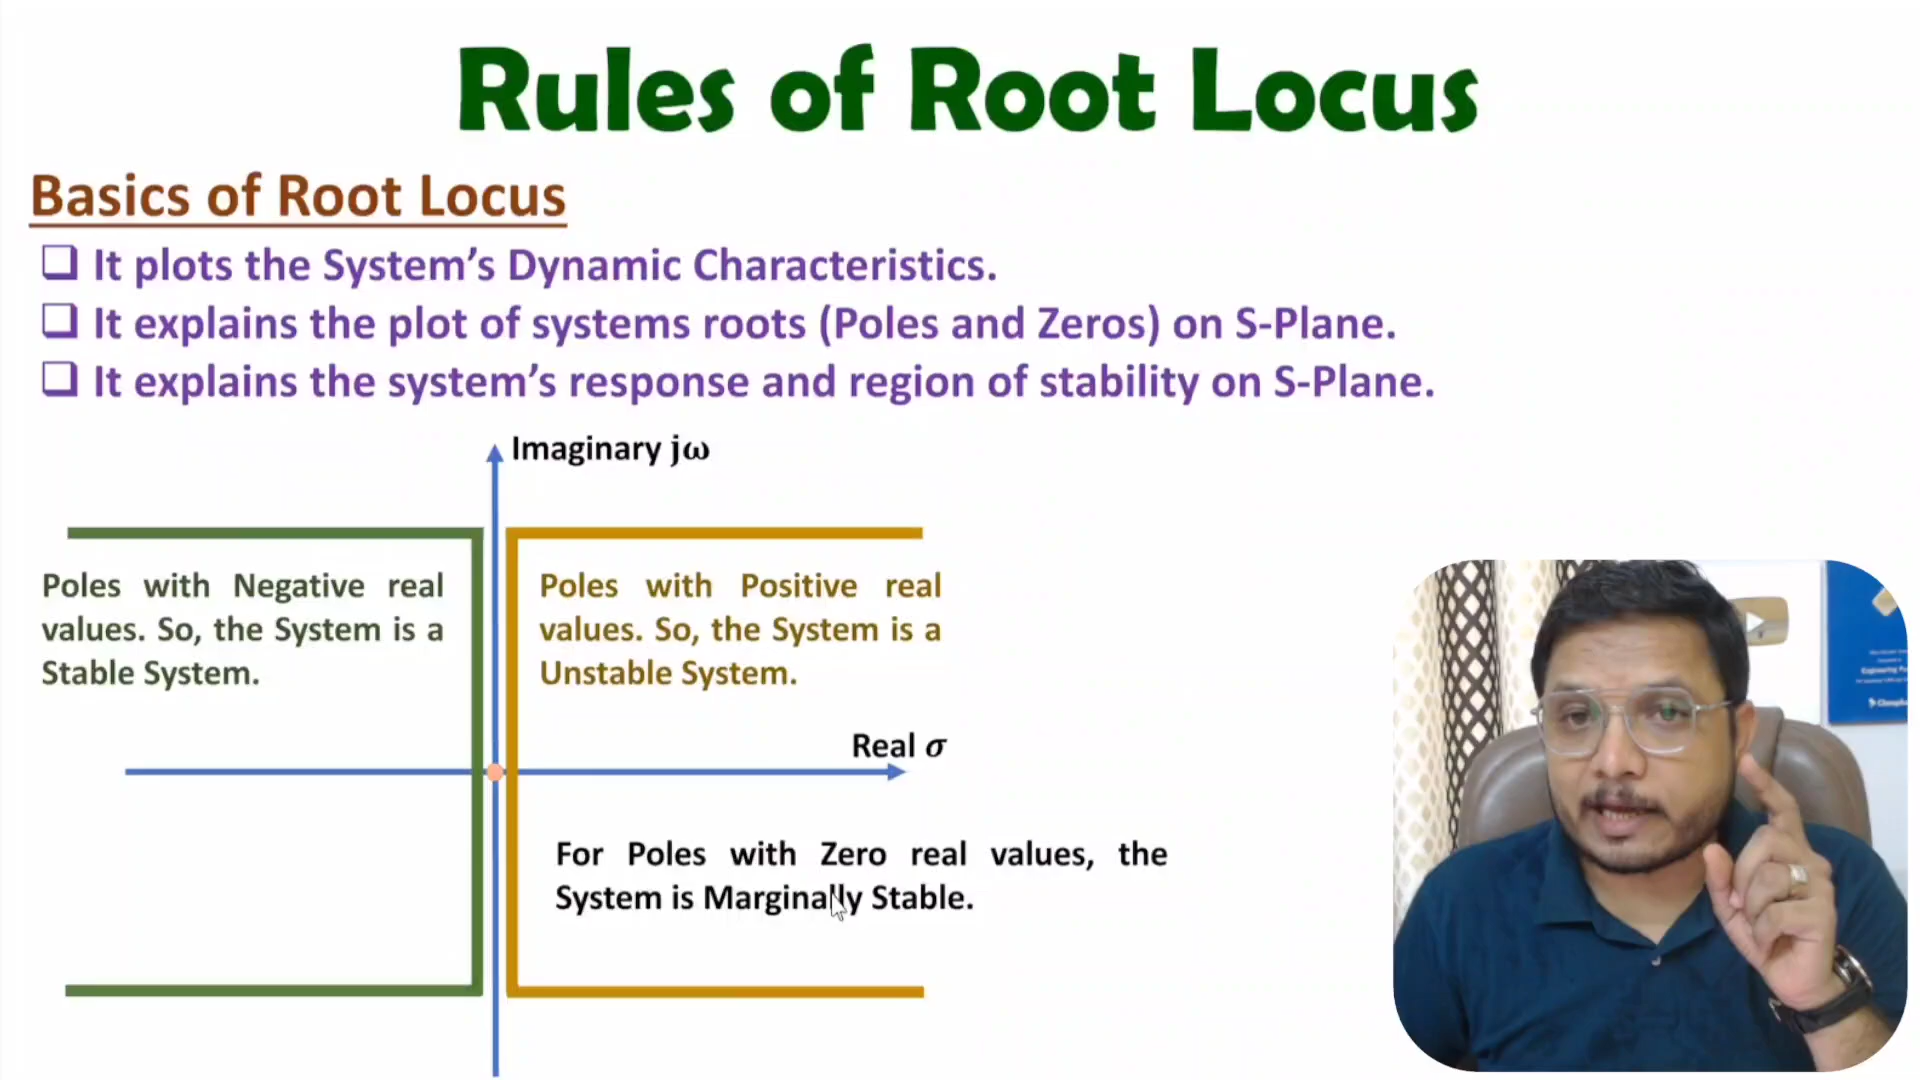 Rules of Root Locus
Basics of Root Locus
❑ It plots the System’s Dynamic Characteristics.
❑ It explains the plot of systems roots (Poles and Zeros) on S-Plane.
❑ It explains the system’s response and region of stability on S-Plane.
Imaginary jω
Poles with Negative real
values. So, the System is a
Stable System.
Poles with Positive real
values. So, the System is a
Unstable System.
Real σ
For Poles with Zero real values, the
System is Marginally Stable.